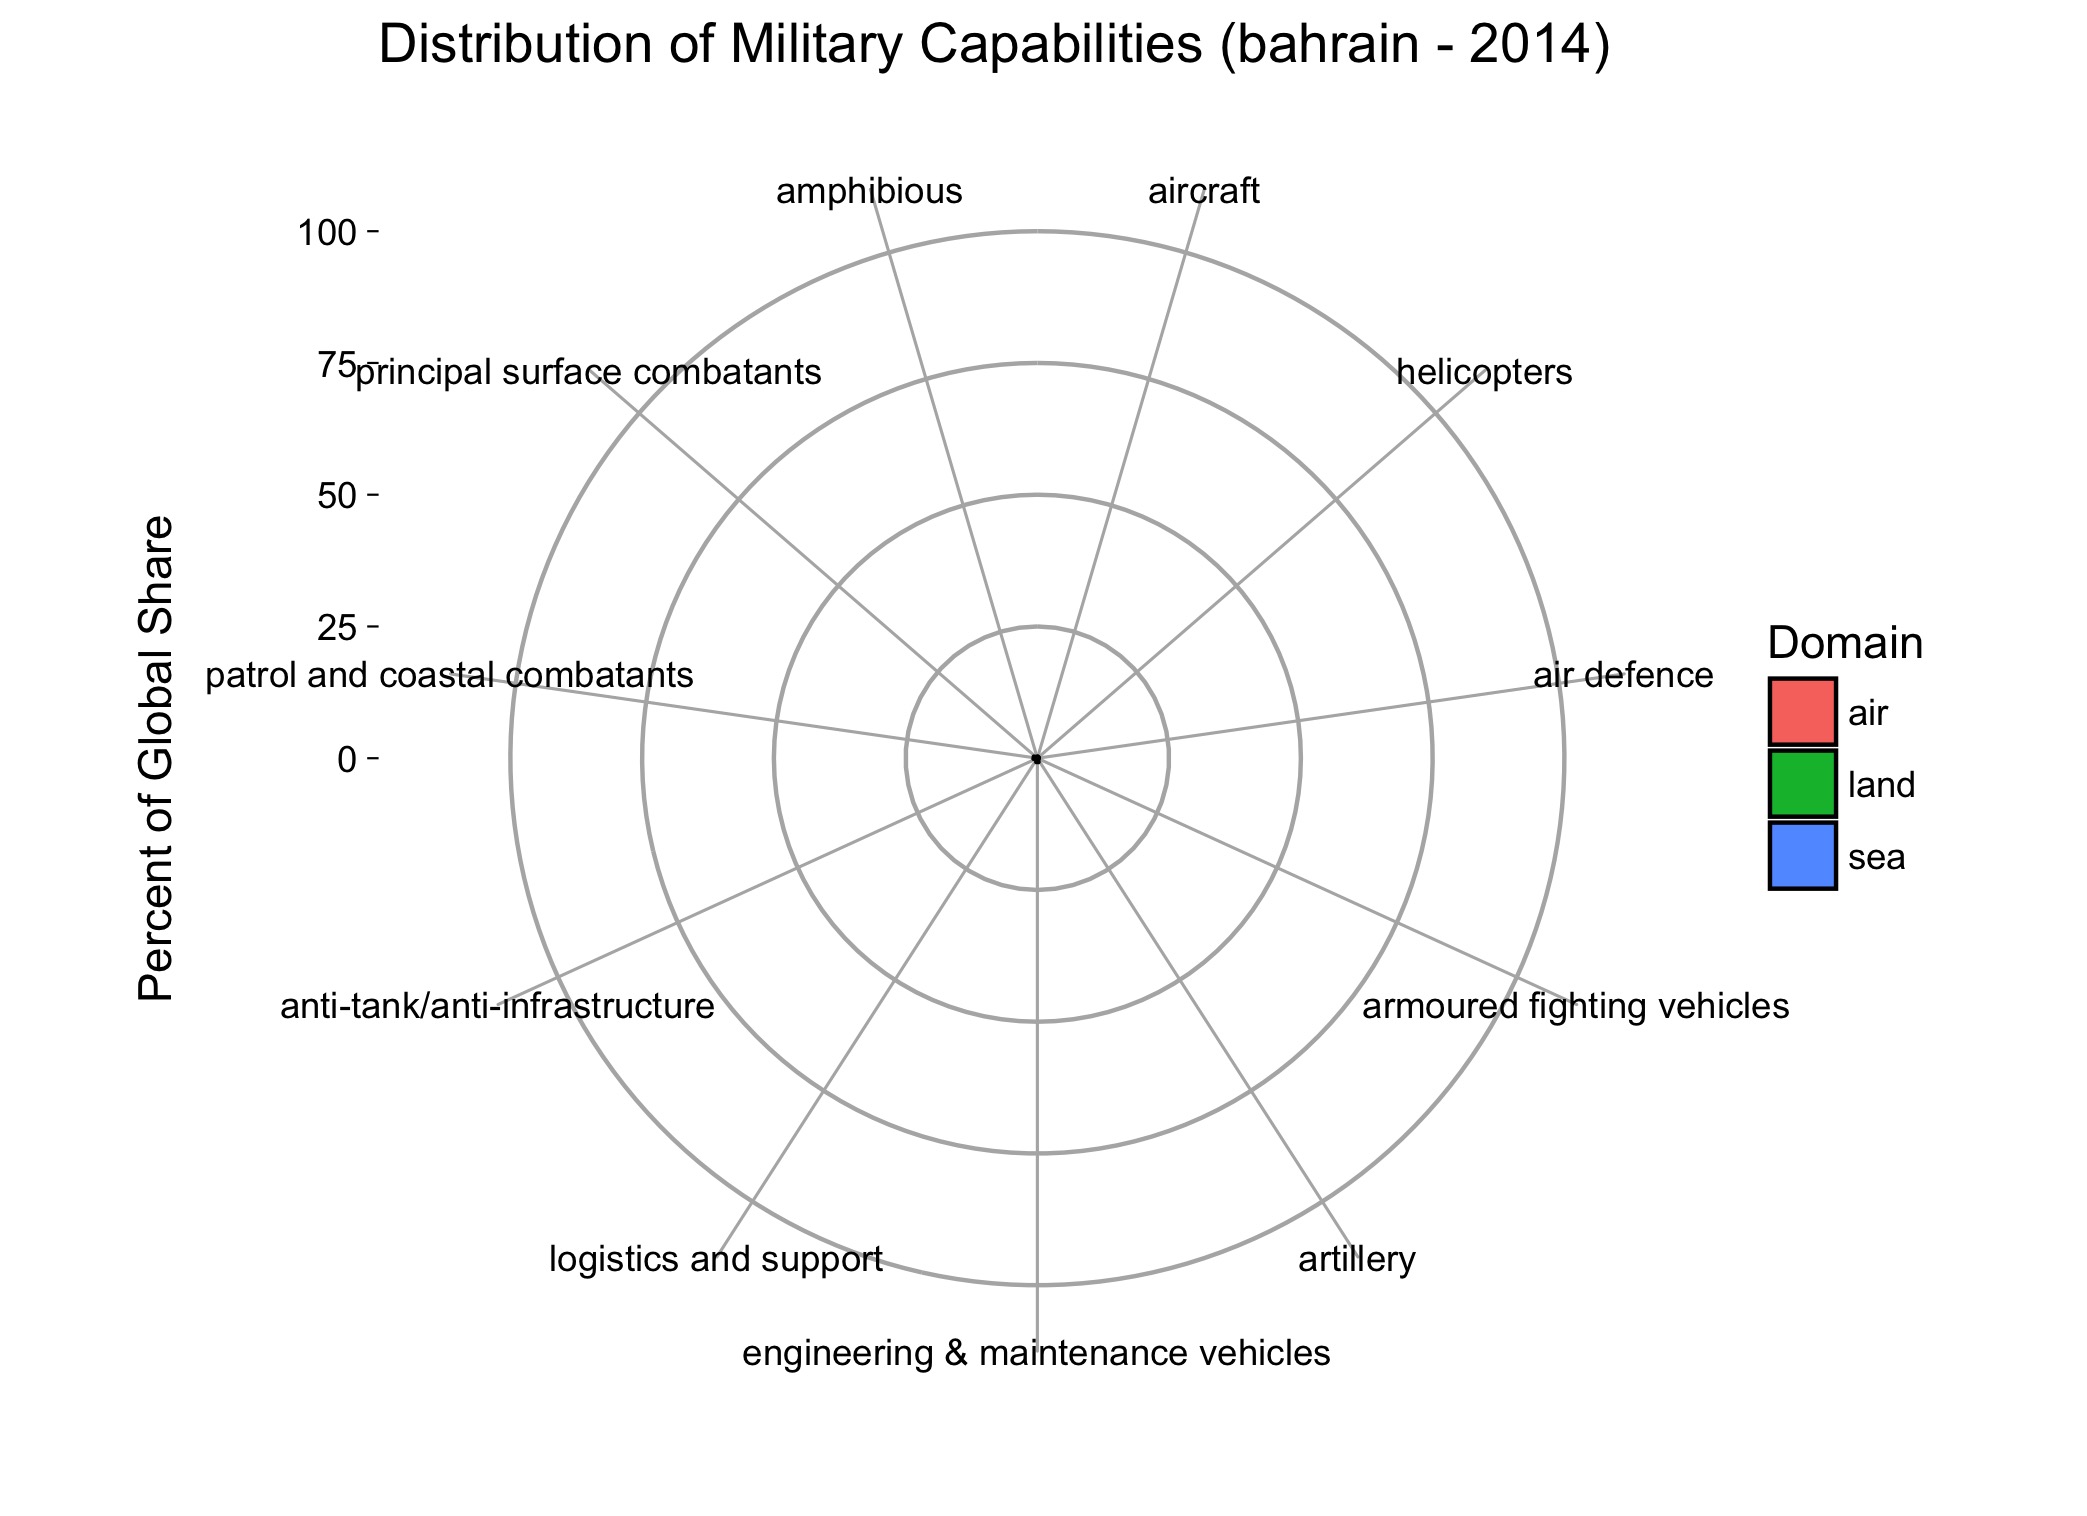 Distribution of Military Capabilities (bahrain - 2014)
amphibious
aircraft
100
75
principal surface combatants
helicopters
50
25
Percent of Global Share
patrol and coastal combatants
air defence
0
Domain
air
land
sea
anti-tank/anti-infrastructure
armoured fighting vehicles
logistics and support
artillery
engineering & maintenance vehicles